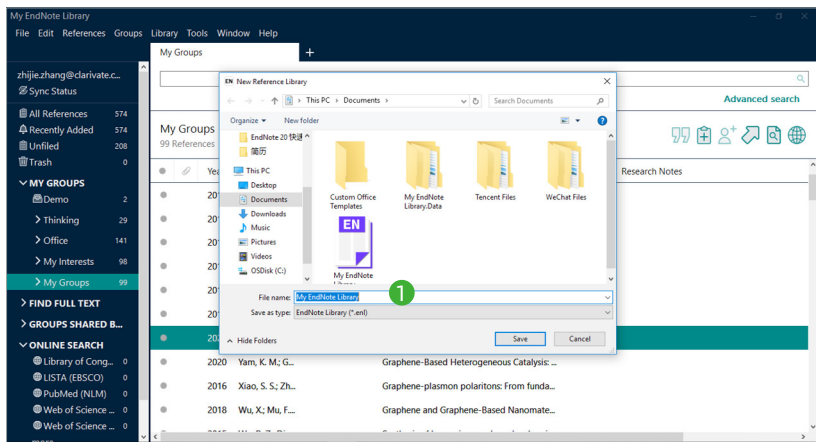 My EndNote Library
File Edit References Groups Library Tools Window Help
My Groups
zhijie.zhang@clarivate.c...
Sync Status
Advanced search
All References 574
Recently Added 574
Unfiled 208
Trash 0
MY GROUPS
Demo 2
Thinking 29
Office 141
My Interests 98
My Groups 99
FIND FULL TEXT
GROUPS SHARED B...
ONLINE SEARCH
Library of Cong... 0
LISTA (EBSCO) 0
PubMed (NLM) 0
Web of Science ... 0
Web of Science ... 0
My Groups
99 References
Research Notes
EN New Reference Library
This PC > Documents >
Search Documents
Organize New folder
EndNote 20 快速
简历
This PC
Desktop
Documents
Downloads
Music
Pictures
Videos
OSDisk (C:)
Custom Office Templates
My EndNote Library.Data
Tencent Files
WeChat Files
EN
My EndNote
1
File name: My EndNote Library
Save as type: EndNote Library (*.enl)
Hide Folders
Save Cancel
2020 Yam, K. M.; G... Graphene-Based Heterogeneous Catalysis: ...
2016 Xiao, S. S.; Zh... Graphene-plasmon polaritons: From funda...
2018 Wu, X.; Mu, F.... Graphene and Graphene-Based Nanomate...